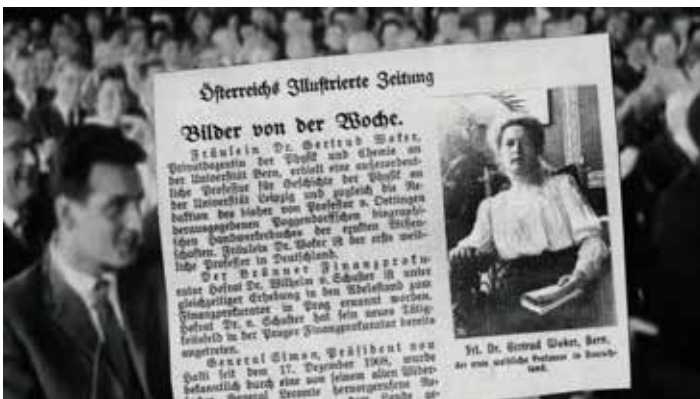 Österreichs Illustrierte Zeitung
Bilder von der Woche.
Fräulein Dr. Gertrud Woker,
Privatdozentin der Physik und Chemie an
der Universität Bern, erhielt eine außerordent-
liche Professur für Geschichte der Physik an
der Universität Leipzig und zugleich die Re-
daktion des bisher von Professor v. Oettingen
herausgegebenen Poggendorffschen biographi-
schen Handwerkerbuches der exakten Wissen-
schaften. Fräulein Dr. Woker ist der erste weib-
liche Professor in Deutschland.
Der Brünner Finanzproku-
rator Hofrat Dr. Wilhelm v. Schuster ist unter
gleichzeitiger Erhebung in den Adelsstand zum
Finanzprokurator in Prag ernannt worden.
Hofrat Dr. v. Schuster hat sein neues Tätig-
keitsfeld in der Prager Finanzprokuratur bereits
angetreten.
General Simon, Präsident von
Haiti seit dem 17. Dezember 1908, wurde
bekanntlich durch eine von seinem alten Wider-
General Leconte hervorgerufene Re-
Frl. Dr. Gertrud Woker, Bern,
der erste weibliche Professor in Deutsch-
land.